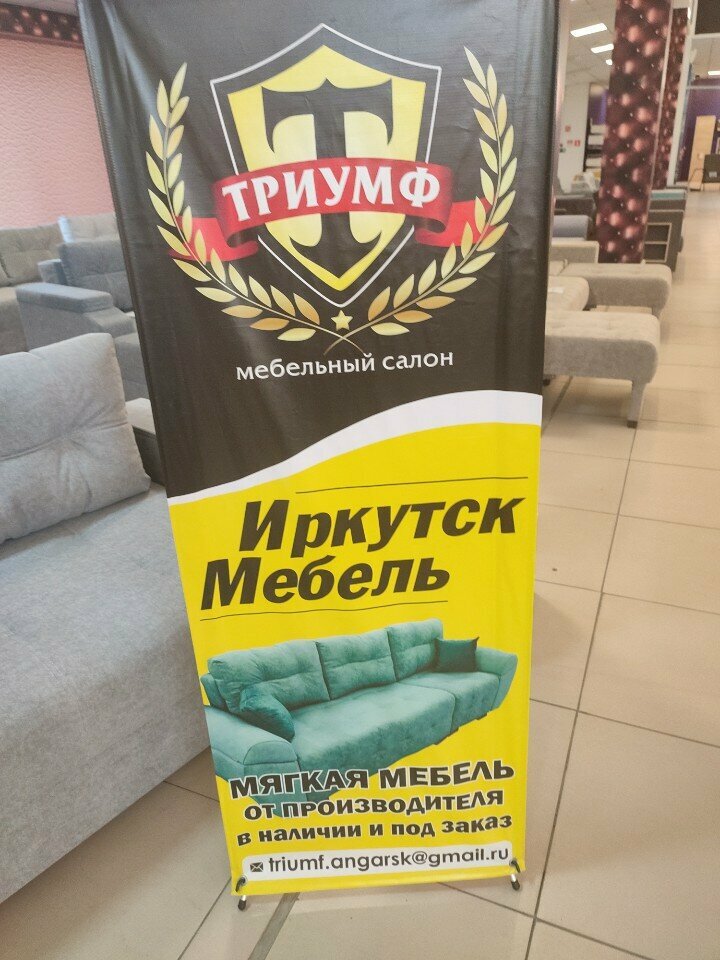 Т
ТРИУМФ
мебельный салон
Иркутск
Мебель
МЯГКАЯ МЕБЕЛЬ
ОТ ПРОИЗВОДИТЕЛЯ
в наличии и под заказ
triumf.angarsk@gmail.ru